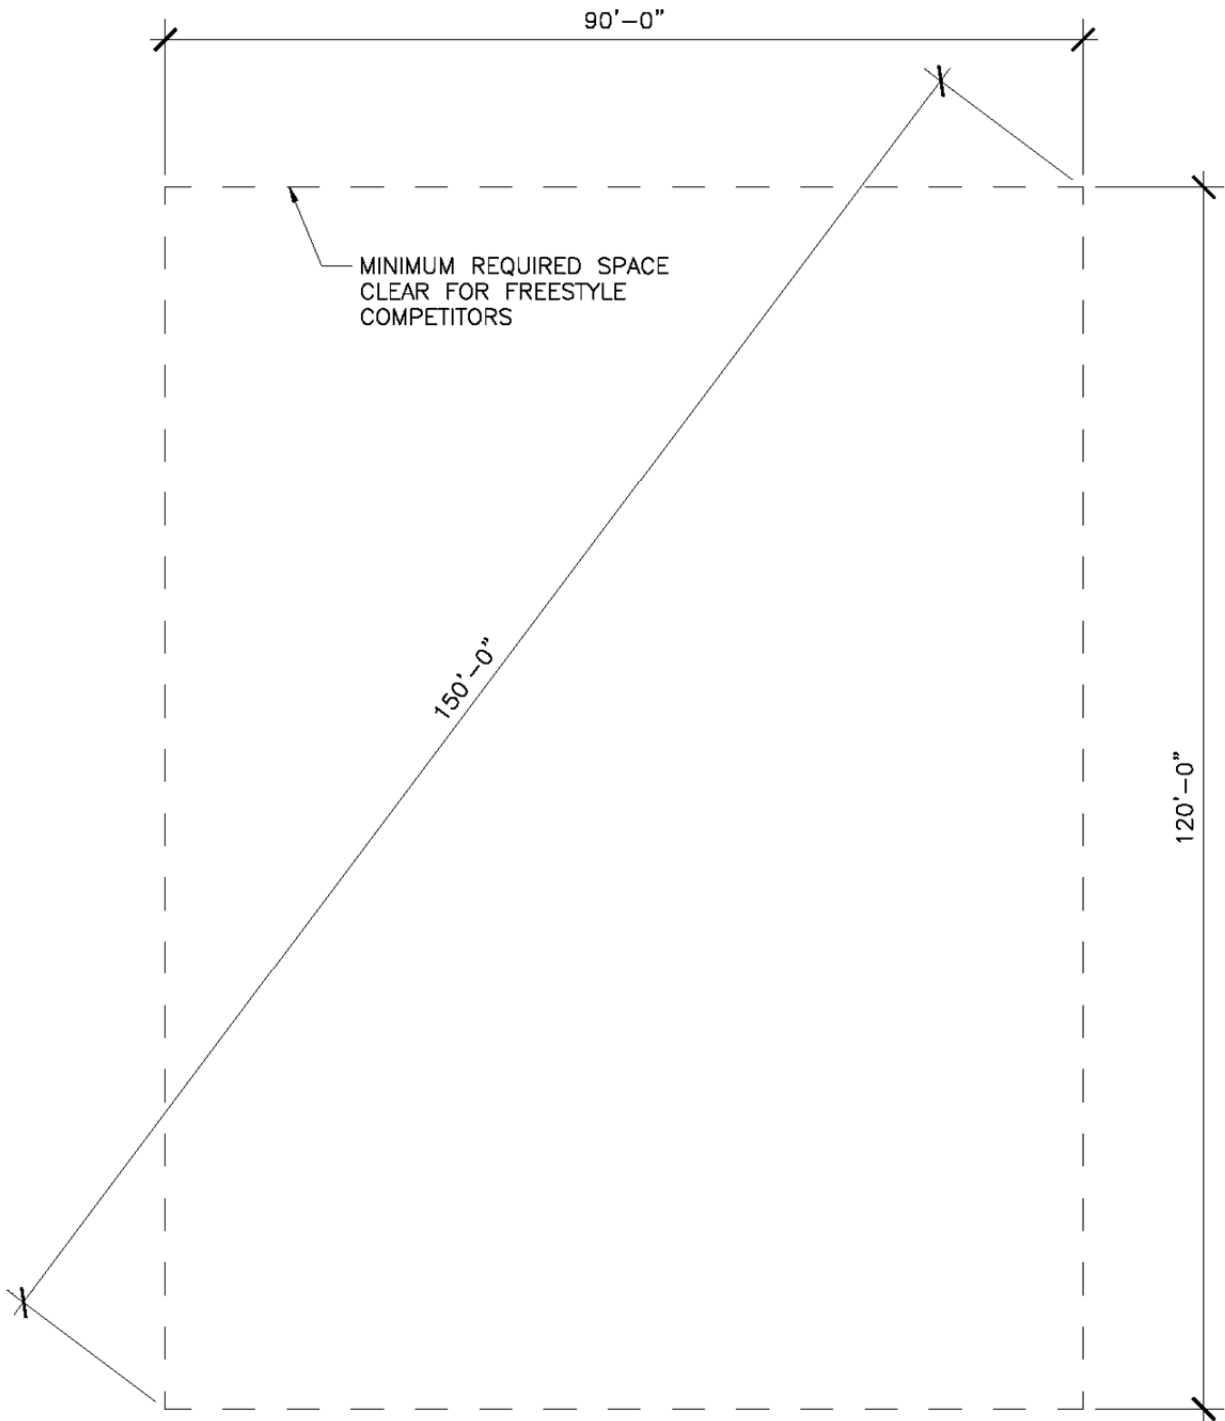 90'-0"
MINIMUM REQUIRED SPACE
CLEAR FOR FREESTYLE
COMPETITORS
150'-0"
120'-0"